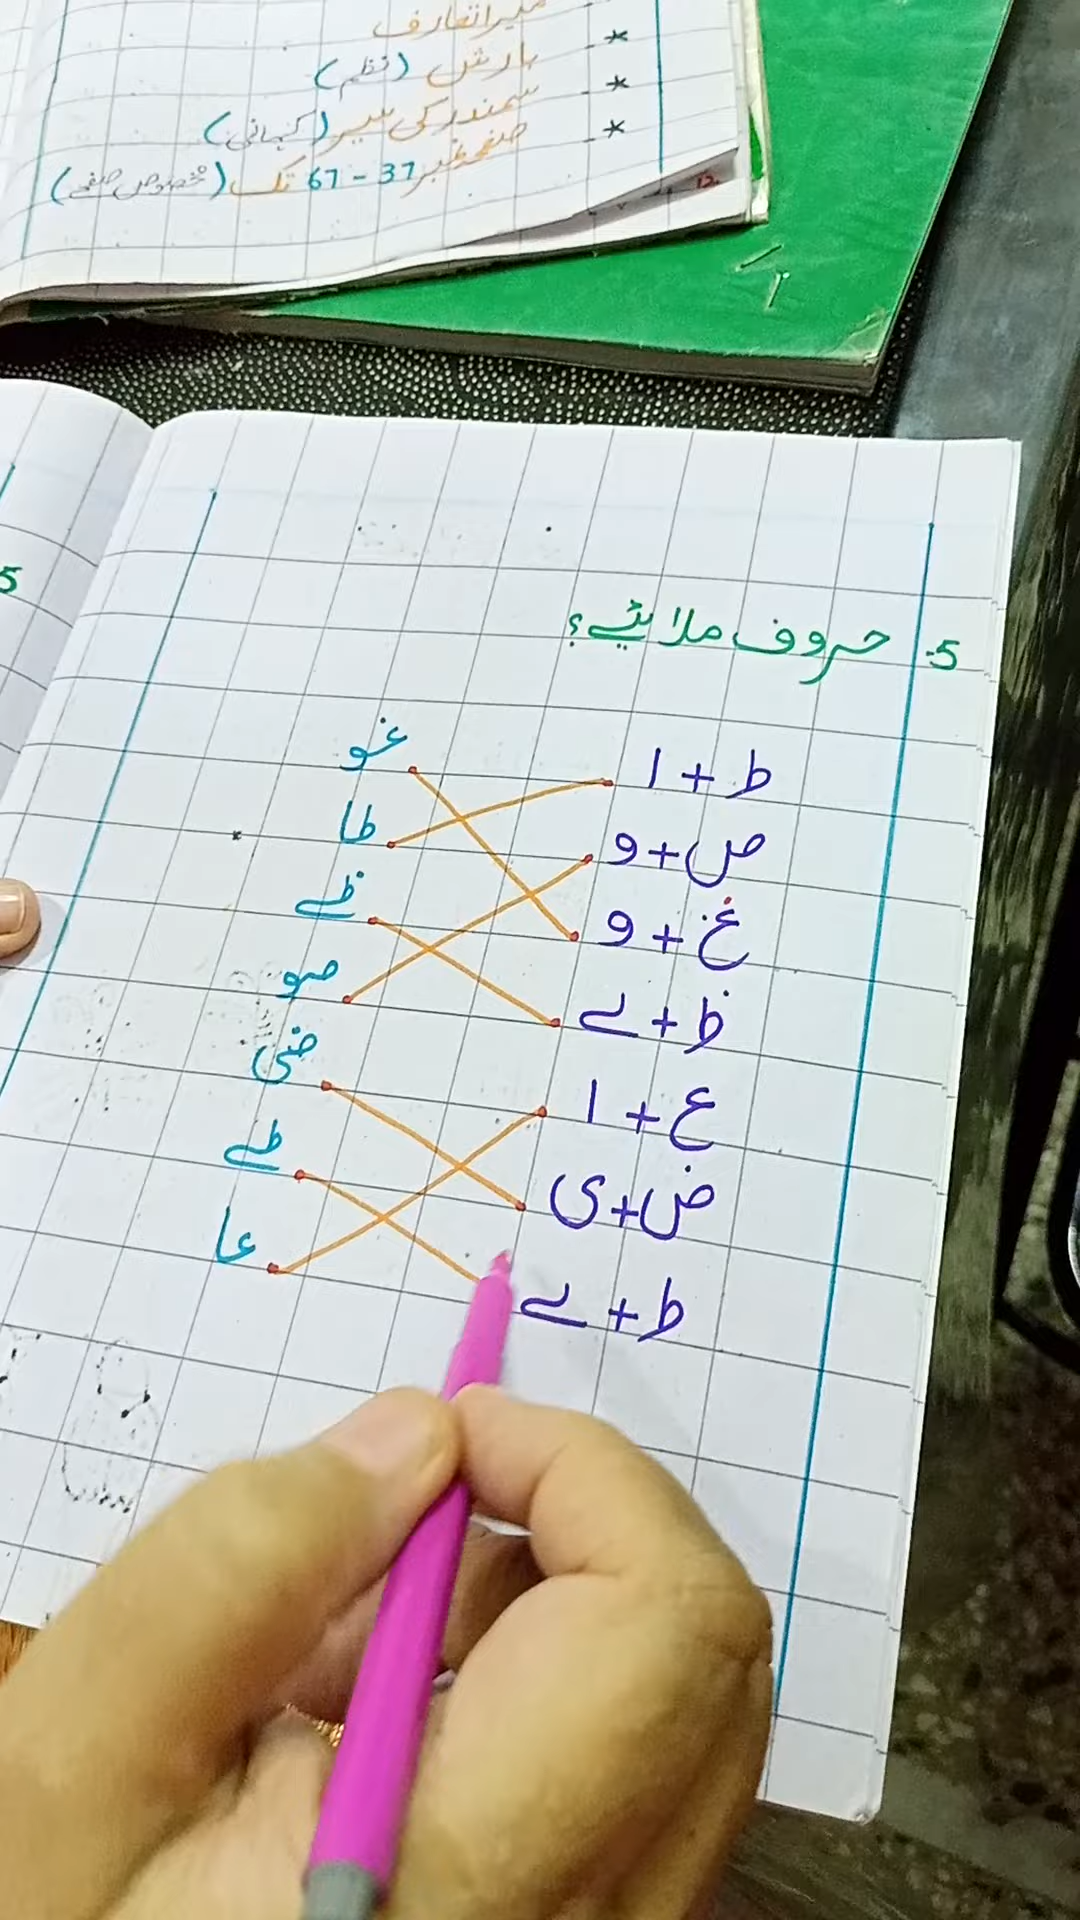 میرا تعارف
* بارش (نظم)
* سمندر کی سیر (کہانی)
* صفحہ نمبر 37 - 67 تک (مخصوص صفحے)
5
5- حروف ملائیے؟
ط + ا غو
ص + و طا
غ + و ظے
ظ + ے صو
ع + ا ضی
ض + ی طے
ط + ے عا